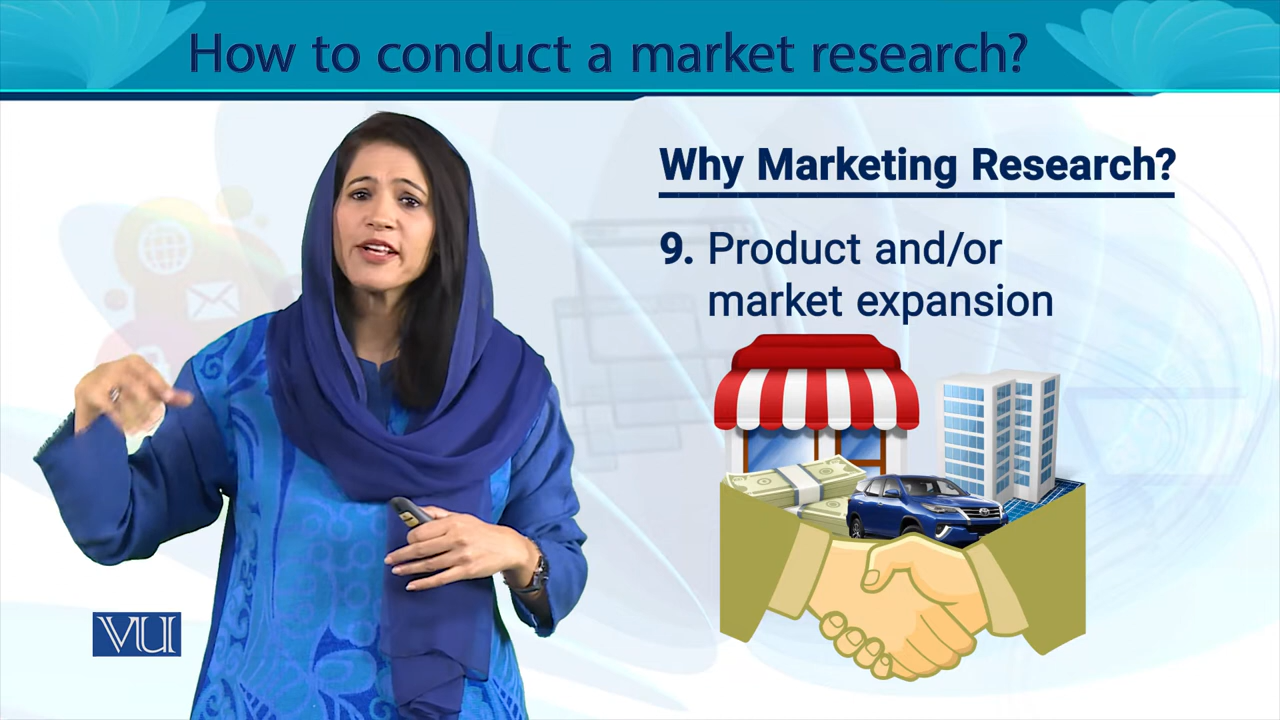 How to conduct a market research?
Why Marketing Research?
9. Product and/or
market expansion
VU